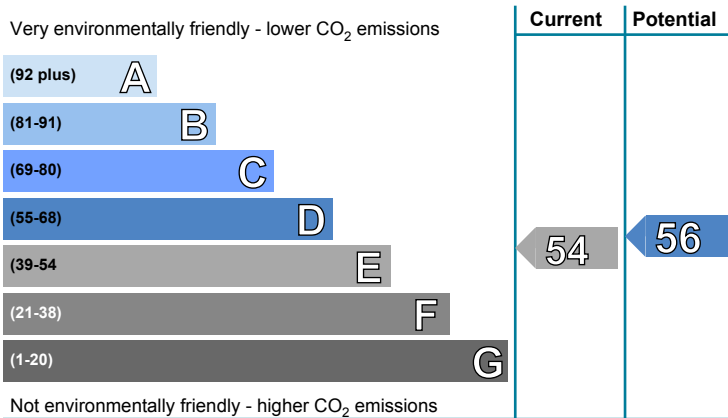 Very environmentally friendly - lower CO2 emissions
Current
Potential
(92 plus) A
(81-91) B
(69-80) C
(55-68) D
(39-54 E
(21-38) F
(1-20) G
54
56
Not environmentally friendly - higher CO2 emissions